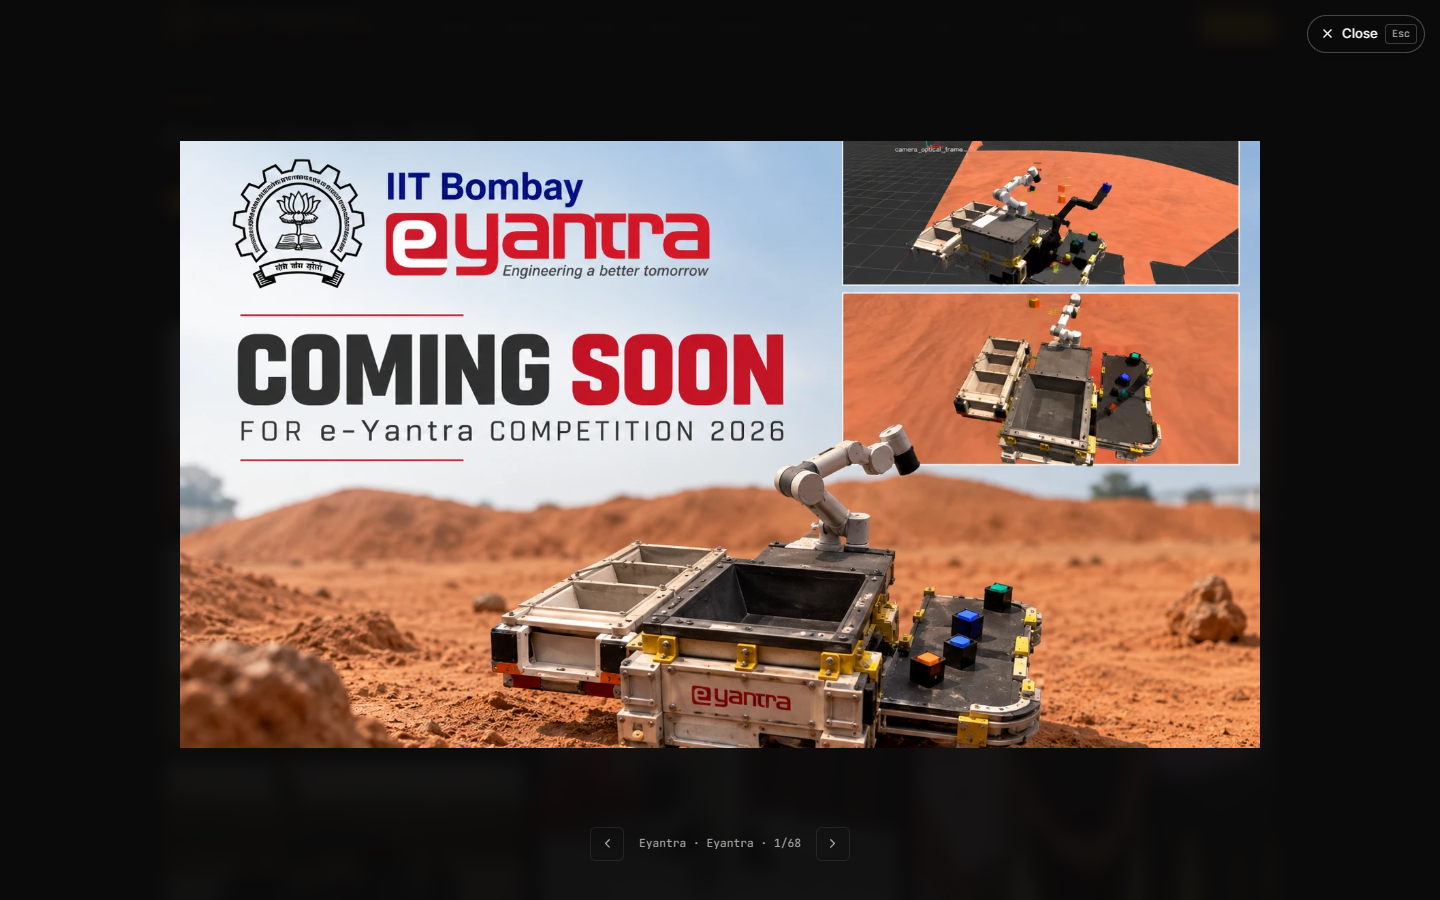 Close Esc
camera_optical_frame
IIT Bombay
eyantra
Engineering a better tomorrow
COMING SOON
FOR e-Yantra COMPETITION 2026
eyantra
Eyantra · Eyantra · 1/68